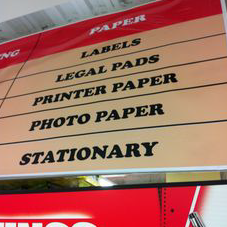 PAPER
LABELS
LEGAL PADS
PRINTER PAPER
PHOTO PAPER
STATIONARY